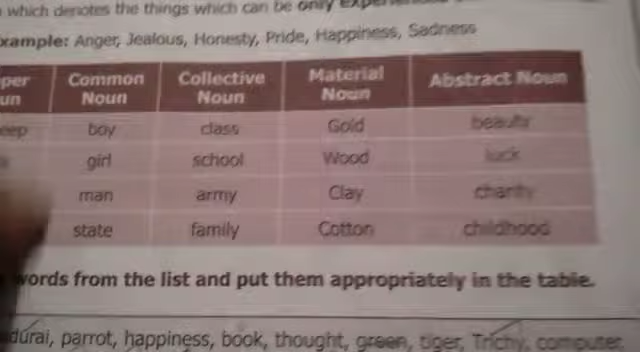 which denotes the things which can be only
xample: Anger, Jealous, Honesty, Pride, Happiness, Sadness
per Common Collective Material Abstract Noun
un Noun Noun Noun
eep boy class Gold beauty
girl school Wood luck
man army Clay charity
state family Cotton childhood
words from the list and put them appropriately in the table.
durai, parrot, happiness, book, thought, green, tiger, Trichy, computer,